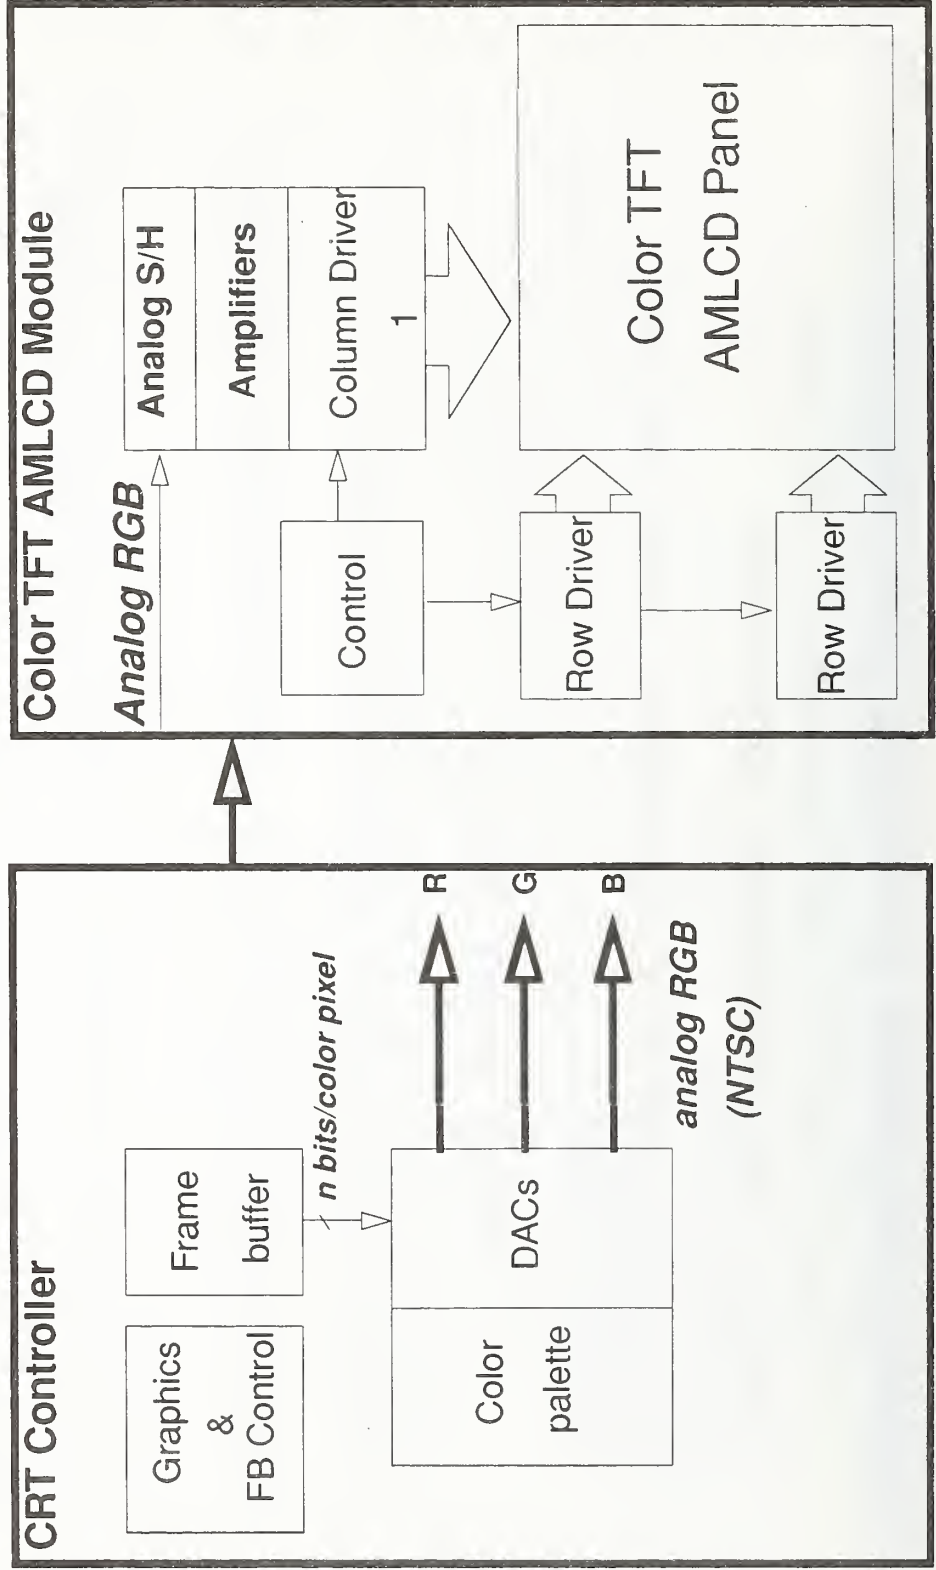 CRT Controller
Graphics
&
FB Control
Frame
buffer
n bits/color pixel
Color
palette
DACs
R
G
B
analog RGB
(NTSC)
Color TFT AMLCD Module
Analog RGB
Analog S/H
Amplifiers
Column Driver
1
Control
Row Driver
Row Driver
Color TFT
AMLCD Panel